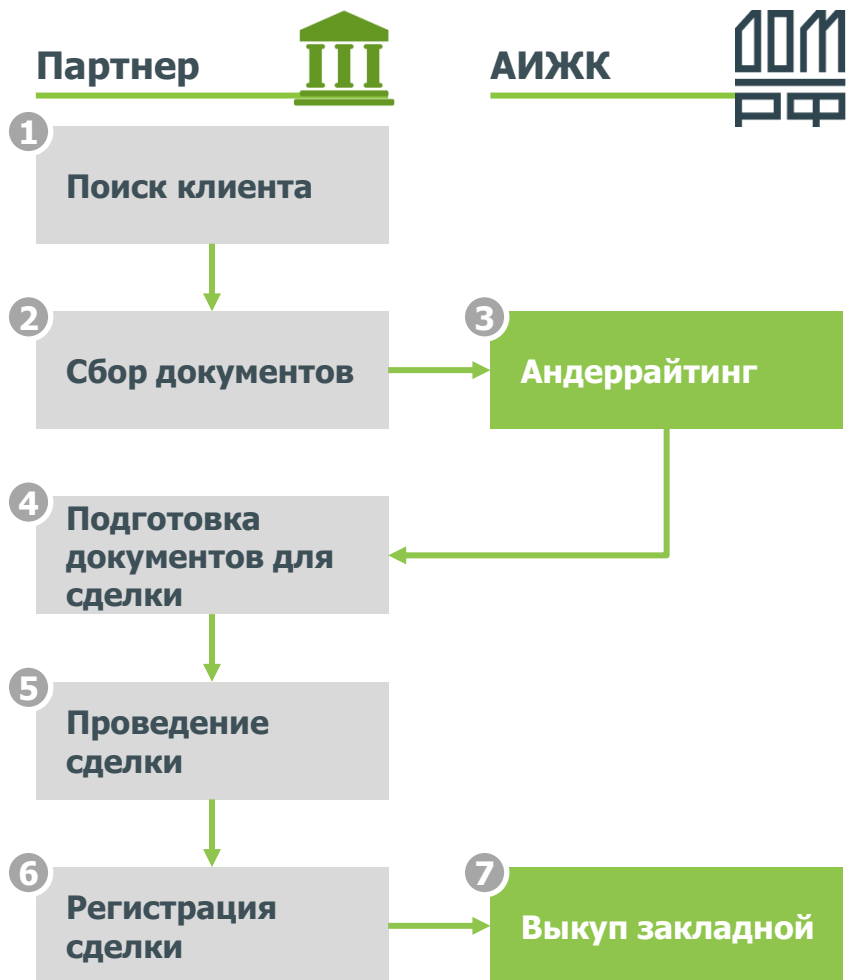 Партнер
АИЖК
ДОМ
РФ
1
Поиск клиента
2
Сбор документов
3
Андеррайтинг
4
Подготовка
документов для
сделки
5
Проведение
сделки
6
Регистрация
сделки
7
Выкуп закладной